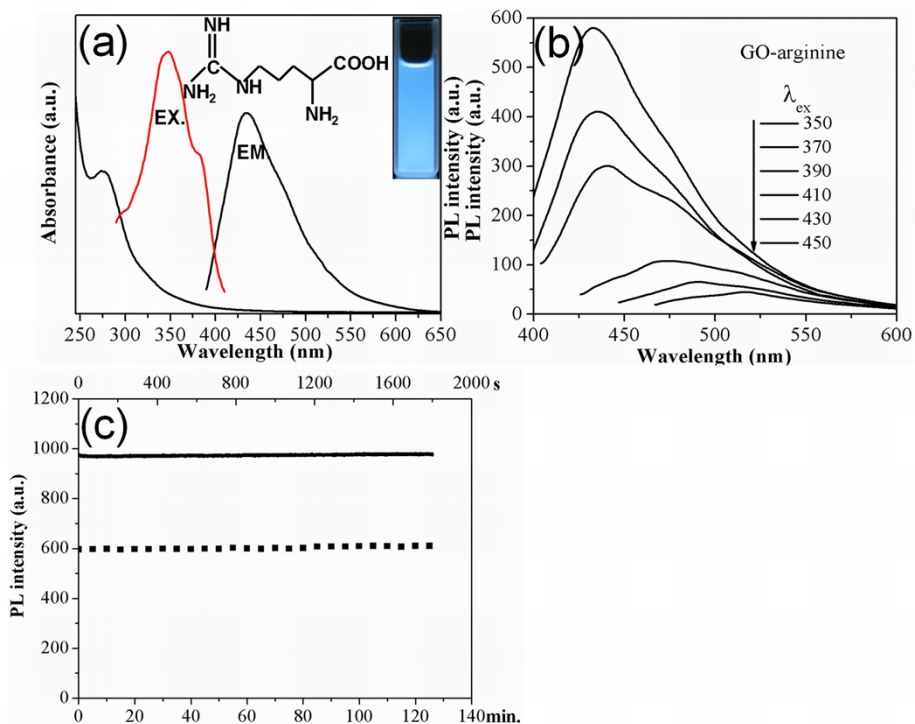 (a)
NH
C
NH₂
NH
COOH
NH₂
EX.
EM.
Absorbance (a.u.)
PL intensity (a.u.)
250 300 350 400 450 500 550 600 650
Wavelength (nm)
(b)
GO-arginine
λex
350
370
390
410
430
450
PL intensity (a.u.)
600
500
400
300
200
100
0
400 450 500 550 600
Wavelength (nm)
0 400 800 1200 1600 2000 s
(c)
PL intensity (a.u.)
1200
1000
800
600
400
200
0
0 20 40 60 80 100 120 140 min.